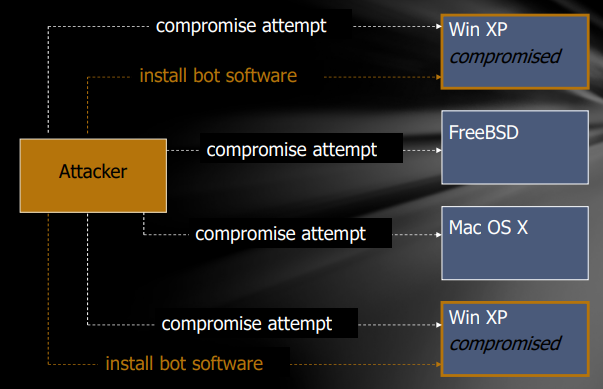 compromise attempt
Win XP
compromised
install bot software
FreeBSD
compromise attempt
Attacker
Mac OS X
compromise attempt
Win XP
compromise attempt
compromised
install bot software